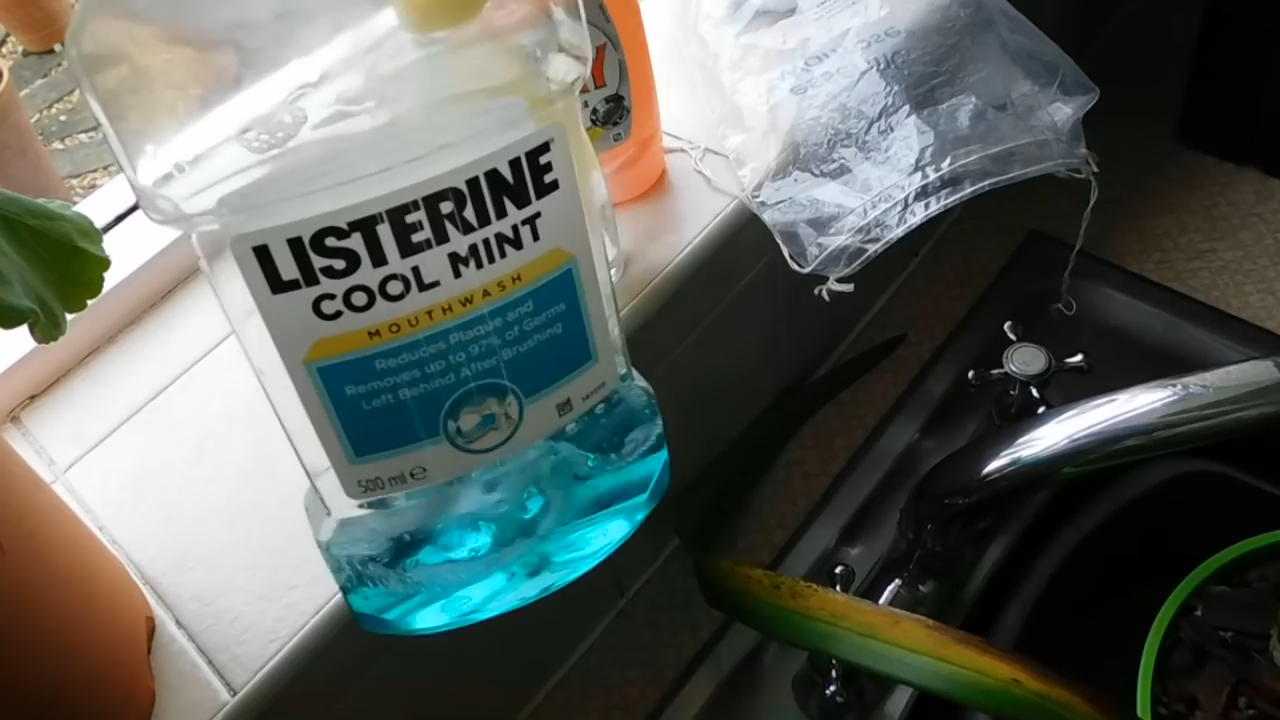 LISTERINE
COOL MINT
MOUTHWASH
Reduces Plaque and
Removes up to 97% of Germs
Left Behind After Brushing
500 ml e